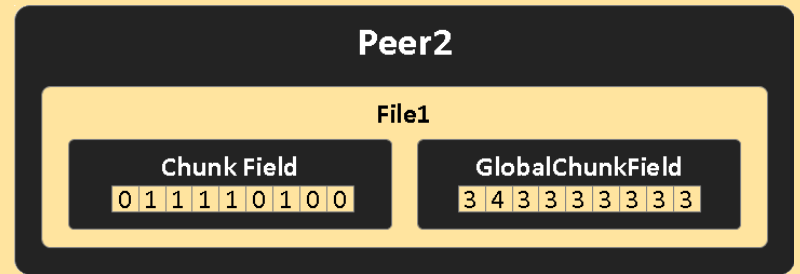 Peer2
File1
Chunk Field
0 1 1 1 1 0 1 0 0
GlobalChunkField
3 4 3 3 3 3 3 3 3